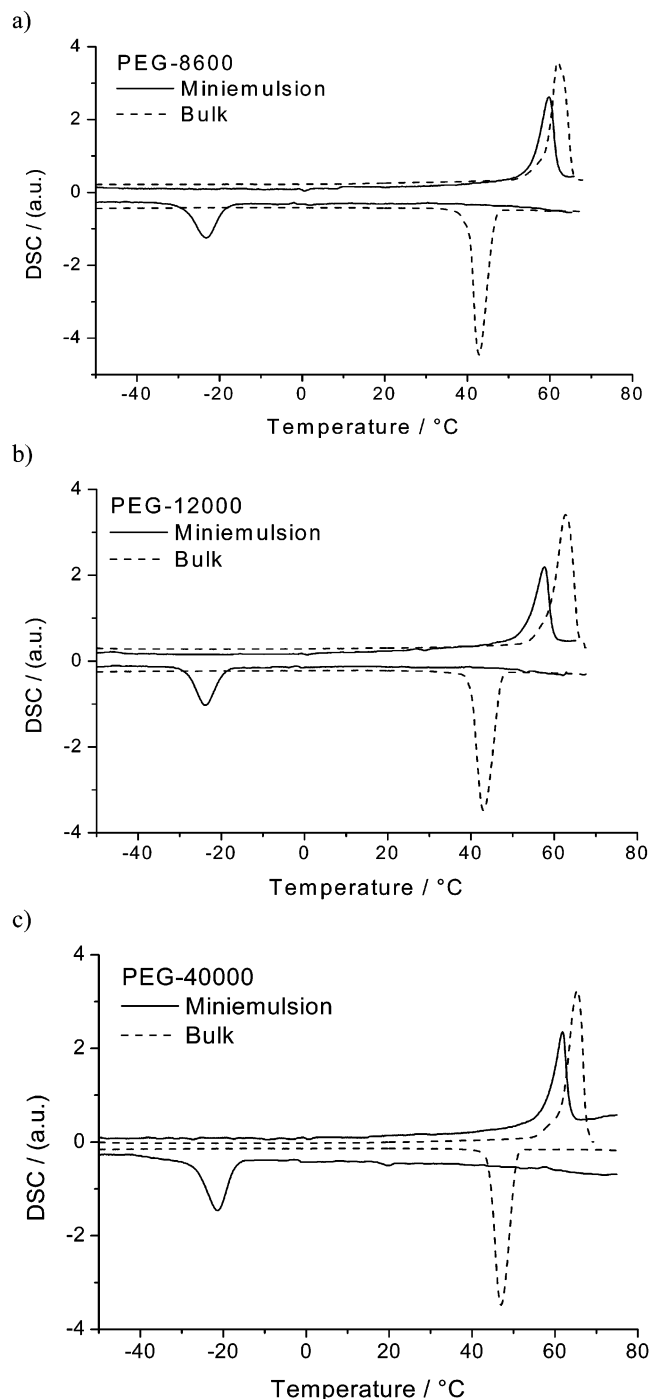 a)
PEG-8600
Miniemulsion
Bulk
4
2
0
-2
-4
DSC / (a.u.)
-40 -20 0 20 40 60 80
Temperature / °C
b)
PEG-12000
Miniemulsion
Bulk
4
2
0
-2
-4
DSC / (a.u.)
-40 -20 0 20 40 60 80
Temperature / °C
c)
PEG-40000
Miniemulsion
Bulk
4
2
0
-2
-4
DSC / (a.u.)
-40 -20 0 20 40 60 80
Temperature / °C